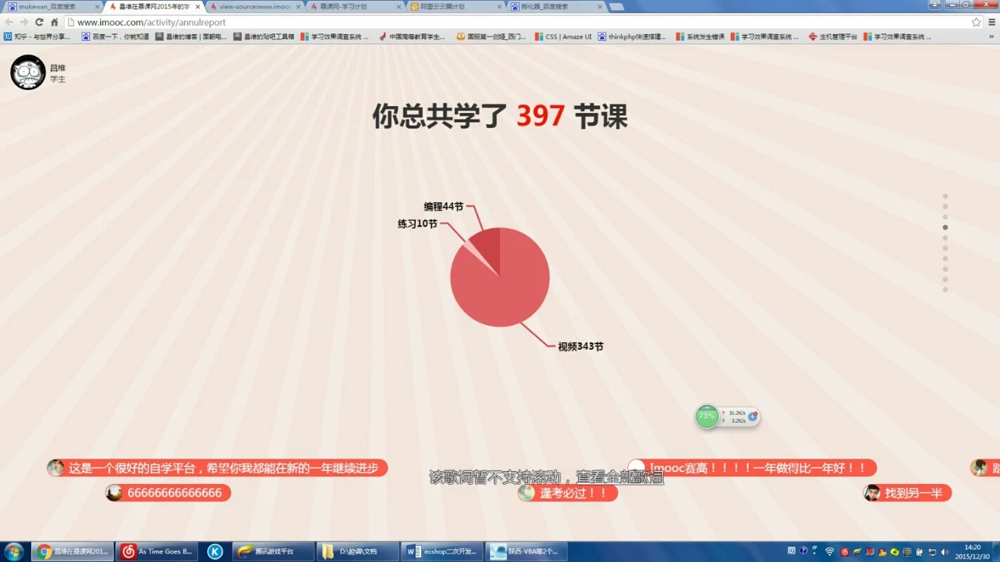 mukewan_百度搜索
昌维在慕课网2015年的学
view-source:www.imooc
慕课网-学习计划
阿里云云翼计划
孵化器_百度搜索
www.imooc.com/activity/annulreport
知乎 - 与世界分享...
百度一下，你就知道
昌维的博客 | 面朝电...
昌维的贴吧工具箱
学习效果调查系统 ...
中国高等教育学生...
国服第一剑姬_西门...
CSS | Amaze UI
thinkphp快速搭建...
系统发生错误
学习效果调查系统 ...
主机管理平台
学习效果调查系统 ...
昌维
学生
你总共学了 397 节课
编程44节
练习10节
视频343节
73%
31.2K/s
3.2K/s
这是一个很好的自学平台，希望你我都能在新的一年继续进步
Imooc赛高！！！！一年做得比一年好！！
该歌词暂不支持滚动，查看全部歌词
66666666666666
逢考必过！！
找到另一半
昌维在慕课网201...
As Time Goes B...
腾讯游戏平台
D:\腔调\文档
ecshop二次开发...
陕西-VBA等2个...
14:20
2015/12/30